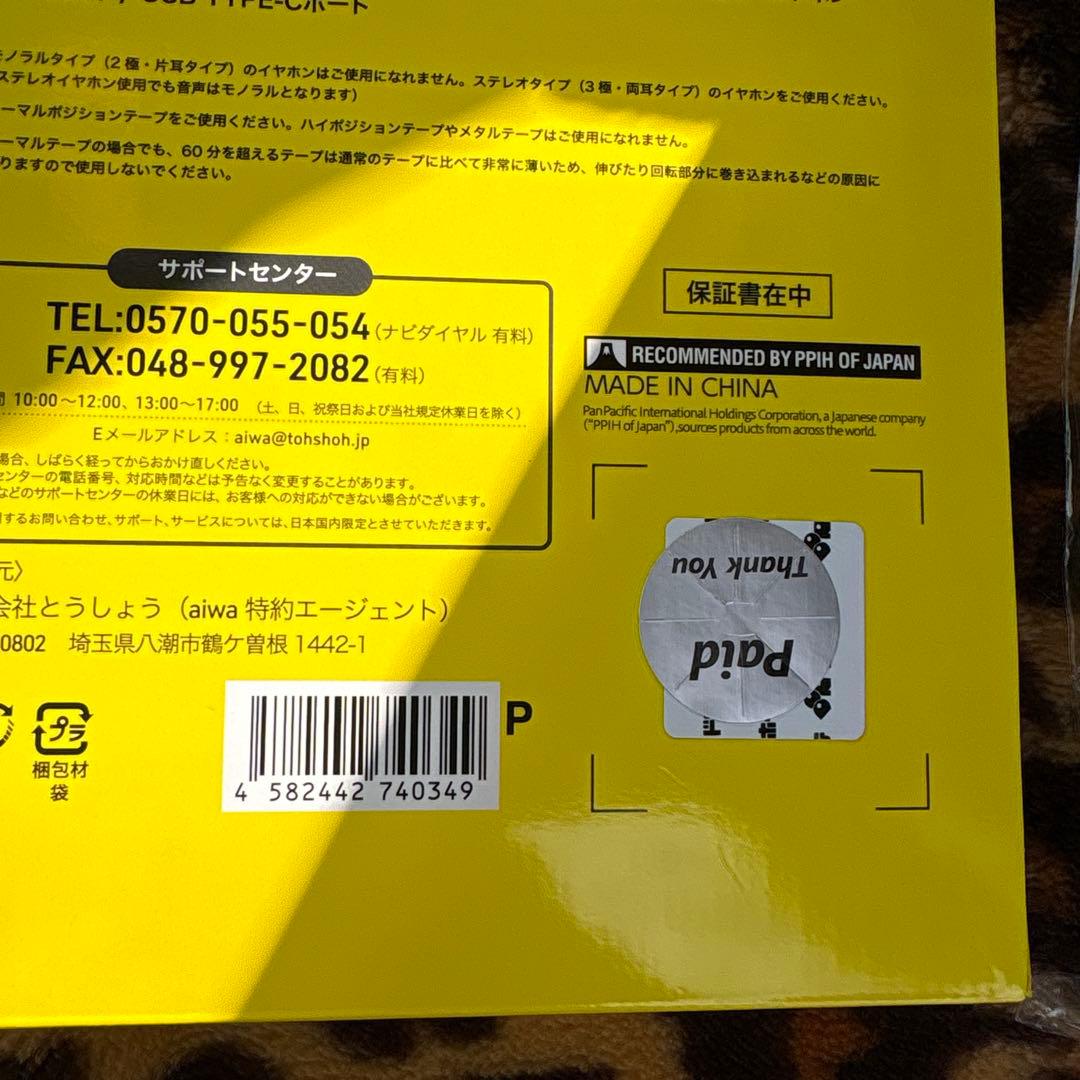 USB TYPE-Cポート
モノラルタイプ（2極・片耳タイプ）のイヤホンはご使用になれません。ステレオタイプ（3極・両耳タイプ）のイヤホンをご使用ください。
ステレオイヤホン使用でも音声はモノラルとなります）
ーマルポジションテープをご使用ください。ハイポジションテープやメタルテープはご使用になれません。
ーマルテープの場合でも、60分を超えるテープは通常のテープに比べて非常に薄いため、伸びたり回転部分に巻き込まれるなどの原因に
りますので使用しないでください。
サポートセンター
TEL:0570-055-054（ナビダイヤル 有料）
FAX:048-997-2082（有料）
10:00〜12:00、13:00〜17:00 （土、日、祝祭日および当社規定休業日を除く）
Eメールアドレス：aiwa@tohshoh.jp
場合、しばらく経ってからおかけ直しください。
センターの電話番号、対応時間などは予告なく変更することがあります。
などのサポートセンターの休業日には、お客様への対応ができない場合がございます。
するお問い合わせ、サポート、サービスについては、日本国内限定とさせていただきます。
元〉
会社とうしょう（aiwa 特約エージェント）
0802 埼玉県八潮市鶴ケ曽根 1442-1
プラ
梱包材
袋
4 582442 740349
P
保証書在中
RECOMMENDED BY PPIH OF JAPAN
MADE IN CHINA
Pan Pacific International Holdings Corporation, a Japanese company
("PPIH of Japan"),sources products from across the world.
Thank You
Paid